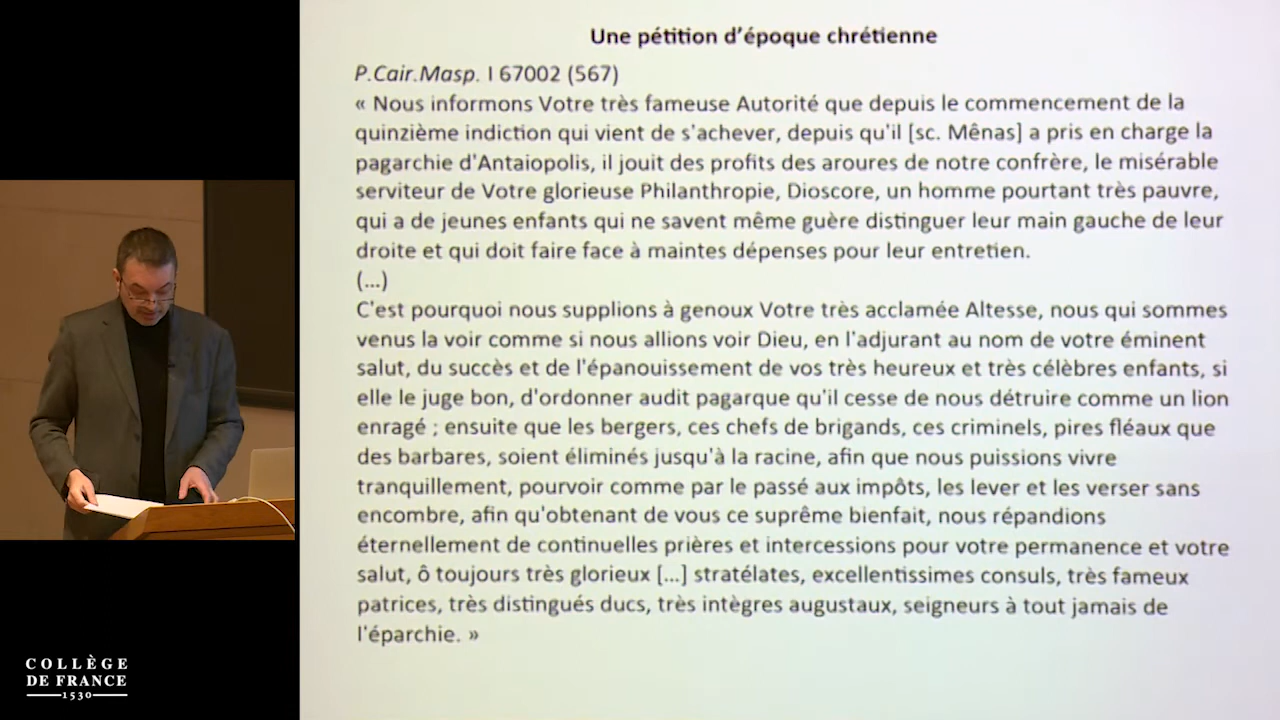 Une pétition d'époque chrétienne
P.Cair.Masp. I 67002 (567)
« Nous informons Votre très fameuse Autorité que depuis le commencement de la
quinzième indiction qui vient de s'achever, depuis qu'il [sc. Mênas] a pris en charge la
pagarchie d'Antaiopolis, il jouit des profits des aroures de notre confrère, le misérable
serviteur de Votre glorieuse Philanthropie, Dioscore, un homme pourtant très pauvre,
qui a de jeunes enfants qui ne savent même guère distinguer leur main gauche de leur
droite et qui doit faire face à maintes dépenses pour leur entretien.
(...)
C'est pourquoi nous supplions à genoux Votre très acclamée Altesse, nous qui sommes
venus la voir comme si nous allions voir Dieu, en l'adjurant au nom de votre éminent
salut, du succès et de l'épanouissement de vos très heureux et très célèbres enfants, si
elle le juge bon, d'ordonner audit pagarque qu'il cesse de nous détruire comme un lion
enragé ; ensuite que les bergers, ces chefs de brigands, ces criminels, pires fléaux que
des barbares, soient éliminés jusqu'à la racine, afin que nous puissions vivre
tranquillement, pourvoir comme par le passé aux impôts, les lever et les verser sans
encombre, afin qu'obtenant de vous ce suprême bienfait, nous répandions
éternellement de continuelles prières et intercessions pour votre permanence et votre
salut, ô toujours très glorieux [...] stratélates, excellentissimes consuls, très fameux
patrices, très distingués ducs, très intègres augustaux, seigneurs à tout jamais de
l'éparchie. »
COLLÈGE
DE FRANCE
1530